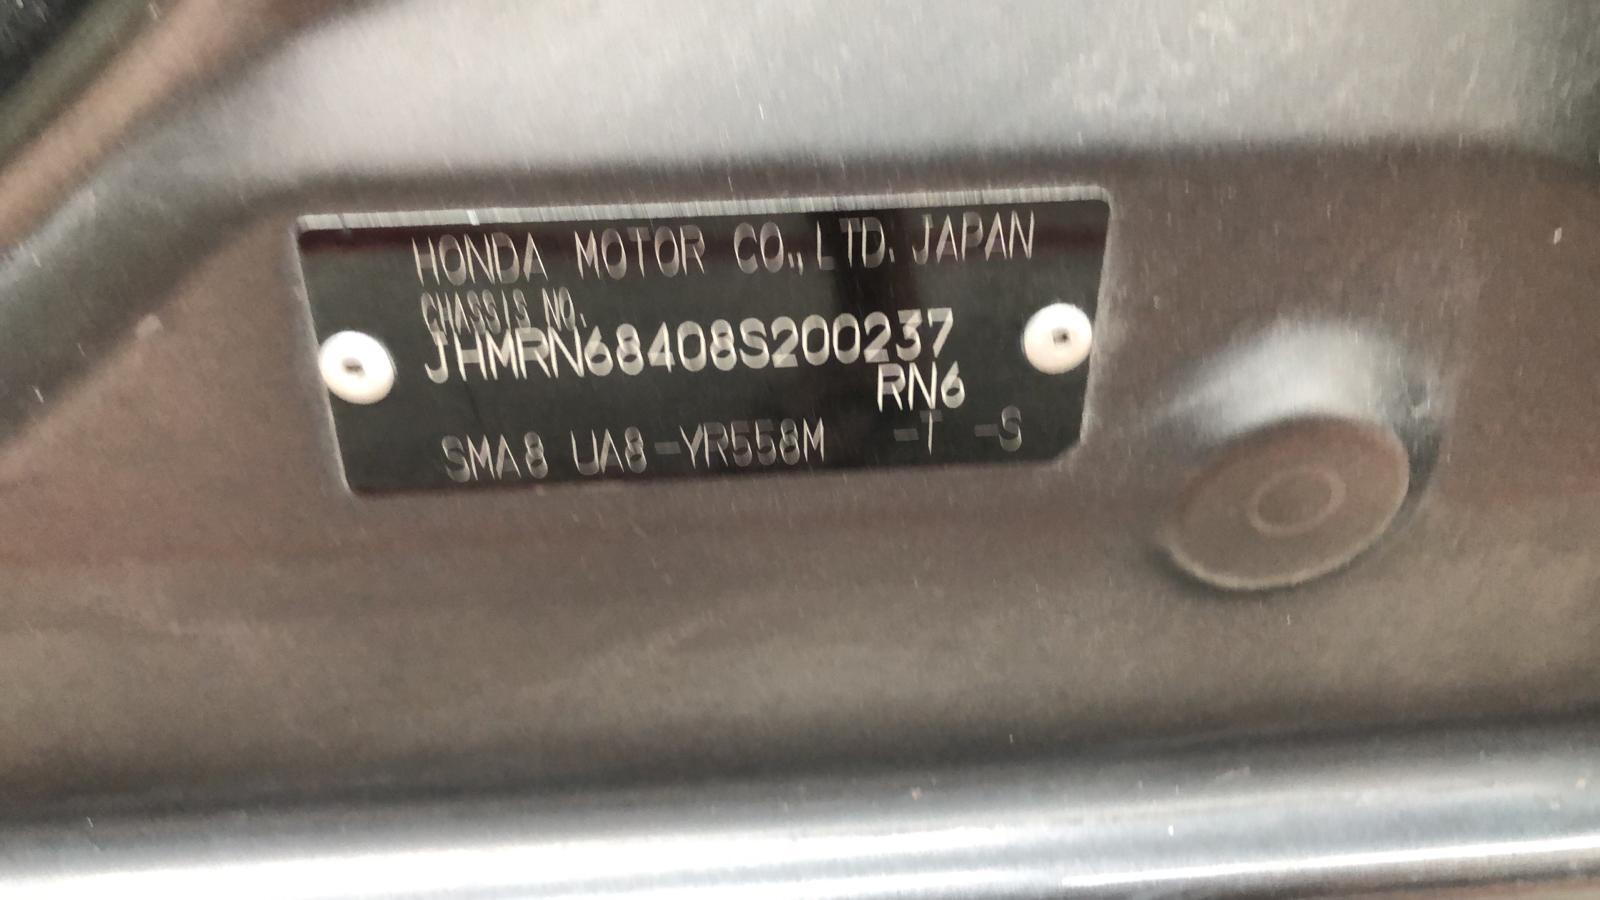 HONDA MOTOR CO., LTD. JAPAN
CHASSIS NO.
JHMRN68408S200237
RN6
SMA8 UA8-YR558M -T -S